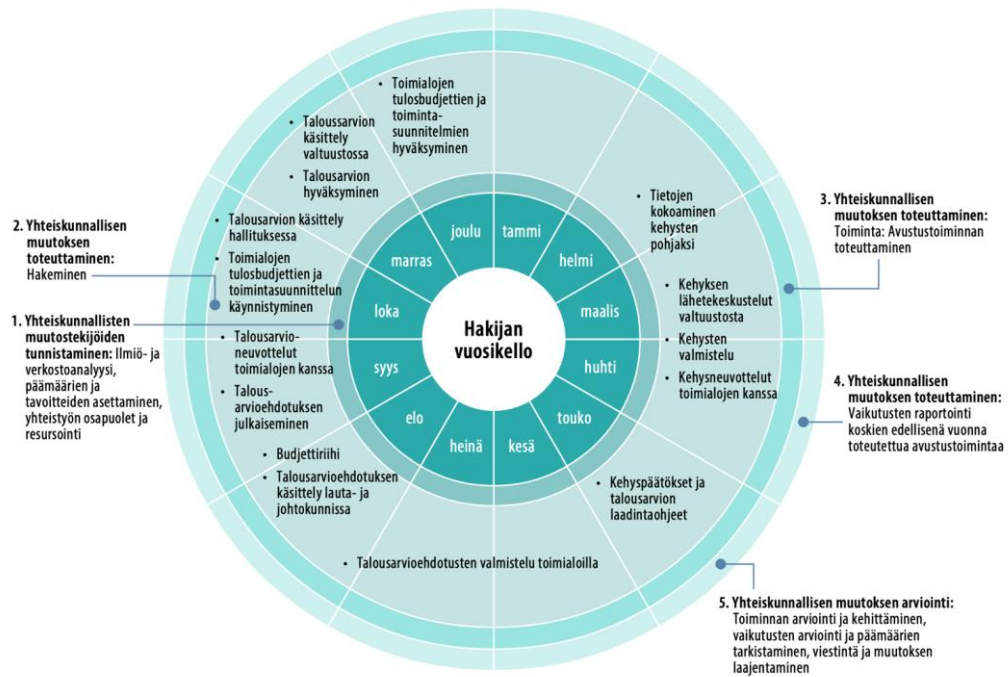 • Toimialojen
tulosbudjettien ja
toiminta-
suunnitelmien
hyväksyminen
• Taloussarvion
käsittely
valtuustossa
• Talousarvion
hyväksyminen
• Talousarvion käsittely
hallituksessa
• Toimialojen
tulosbudjettien ja
toimintasuunnittelun
käynnistyminen
• Talousarvio-
neuvottelut
toimialojen kanssa
• Talous-
arvioehdotuksen
julkaiseminen
• Budjettiriihi
• Talousarvioehdotuksen
käsittely lauta- ja
johtokunnissa
• Talousarvioehdotusten valmistelu toimialoilla
• Kehyspäätökset ja
talousarvion
laadintaohjeet
• Tietojen
kokoaminen
kehysten
pohjaksi
• Kehyksen
lähetekeskustelut
valtuustosta
• Kehysten
valmistelu
• Kehysneuvottelut
toimialojen kanssa
tammi
helmi
maalis
huhti
touko
kesä
heinä
elo
syys
loka
marras
joulu
Hakijan
vuosikello
1. Yhteiskunnallisten
muutostekijöiden
tunnistaminen: Ilmiö- ja
verkostoanalyysi,
päämäärien ja
tavoitteiden asettaminen,
yhteistyön osapuolet ja
resursointi
2. Yhteiskunnallisen
muutoksen
toteuttaminen:
Hakeminen
3. Yhteiskunnallisen
muutoksen toteuttaminen:
Toiminta: Avustustoiminnan
toteuttaminen
4. Yhteiskunnallisen
muutoksen toteuttaminen:
Vaikutusten raportointi
koskien edellisenä vuonna
toteutettua avustustoimintaa
5. Yhteiskunnallisen muutoksen arviointi:
Toiminnan arviointi ja kehittäminen,
vaikutusten arviointi ja päämäärien
tarkistaminen, viestintä ja muutoksen
laajentaminen